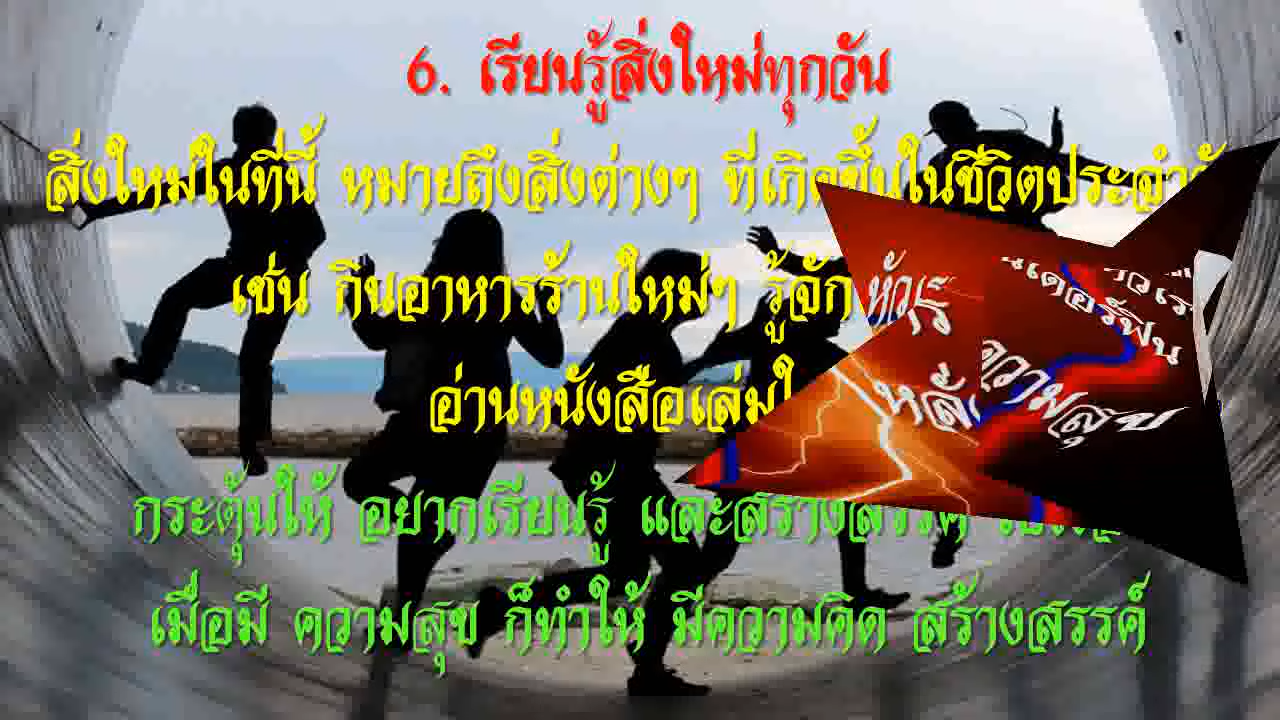 6. เรียนรู้สิ่งใหม่ทุกวัน
สิ่งใหม่ในที่นี้ หมายถึงสิ่งต่างๆ ที่เกิดขึ้นในชีวิตประจำวัน
เช่น กินอาหารร้านใหม่ๆ รู้จัก
อ่านหนังสือเล่ม
กระตุ้นให้ อยากเรียนรู้ และสร้างสรรค์
เมื่อมี ความสุข ก็ทำให้ มีความคิด สร้างสรรค์
ความสุข